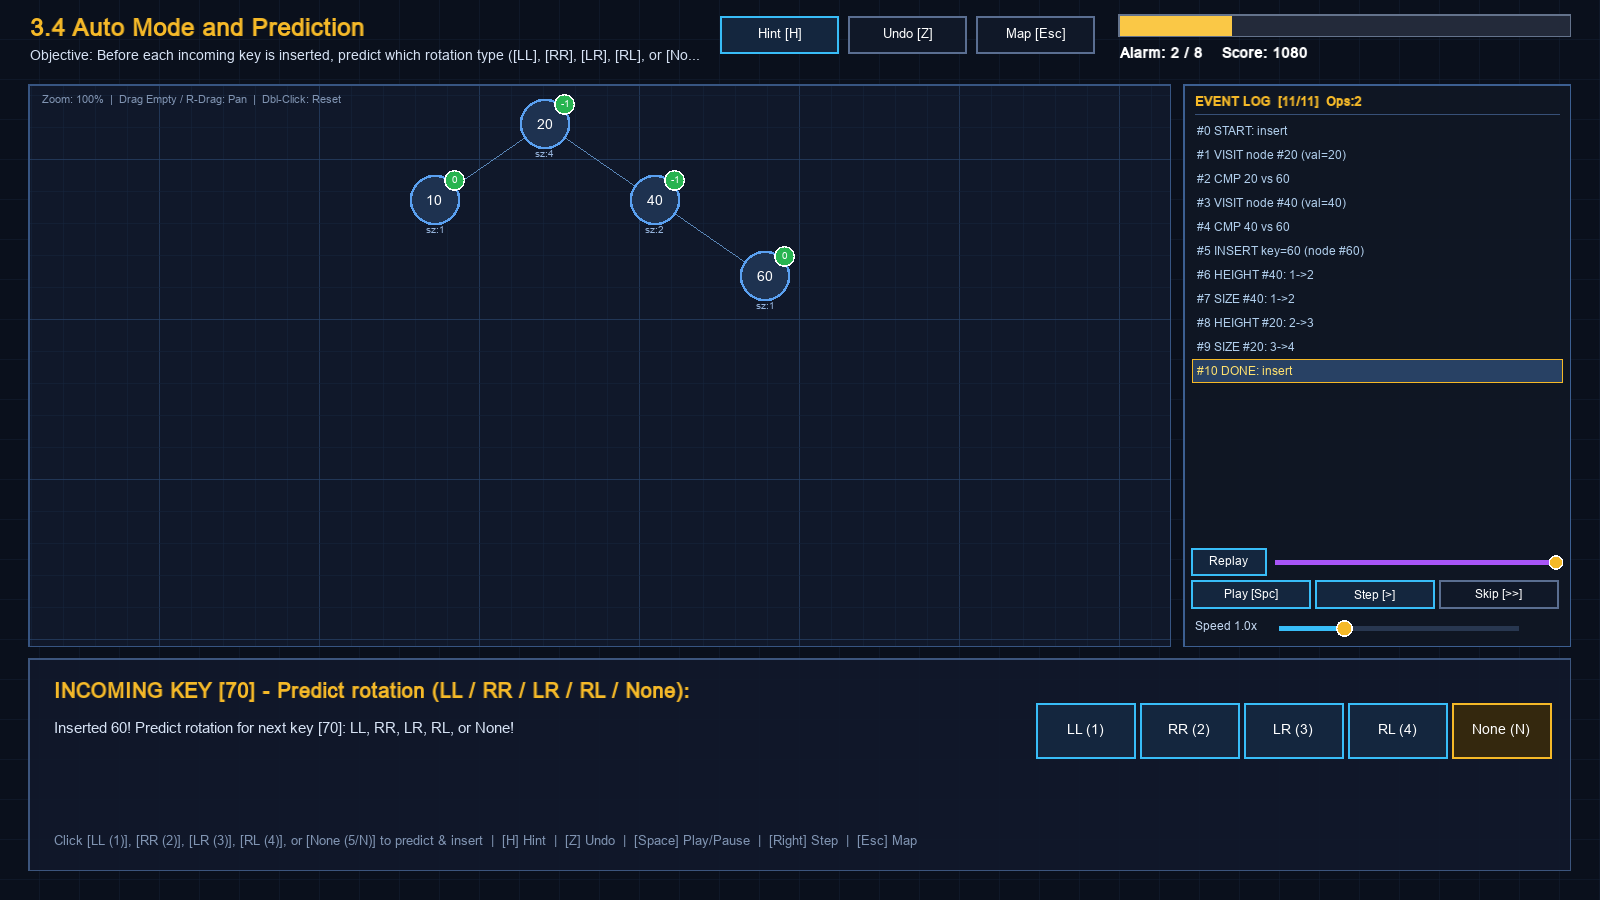 3.4 Auto Mode and Prediction
Objective: Before each incoming key is inserted, predict which rotation type ([LL], [RR], [LR], [RL], or [No...
Hint [H]
Undo [Z]
Map [Esc]
Alarm: 2 / 8 Score: 1080
Zoom: 100% | Drag Empty / R-Drag: Pan | Dbl-Click: Reset
-1
20
sz:4
0
10
sz:1
-1
40
sz:2
0
60
sz:1
EVENT LOG [11/11] Ops:2
#0 START: insert
#1 VISIT node #20 (val=20)
#2 CMP 20 vs 60
#3 VISIT node #40 (val=40)
#4 CMP 40 vs 60
#5 INSERT key=60 (node #60)
#6 HEIGHT #40: 1->2
#7 SIZE #40: 1->2
#8 HEIGHT #20: 2->3
#9 SIZE #20: 3->4
#10 DONE: insert
Replay
Play [Spc]
Step [>]
Skip [>>]
Speed 1.0x
INCOMING KEY [70] - Predict rotation (LL / RR / LR / RL / None):
Inserted 60! Predict rotation for next key [70]: LL, RR, LR, RL, or None!
LL (1)
RR (2)
LR (3)
RL (4)
None (N)
Click [LL (1)], [RR (2)], [LR (3)], [RL (4)], or [None (5/N)] to predict & insert | [H] Hint | [Z] Undo | [Space] Play/Pause | [Right] Step | [Esc] Map